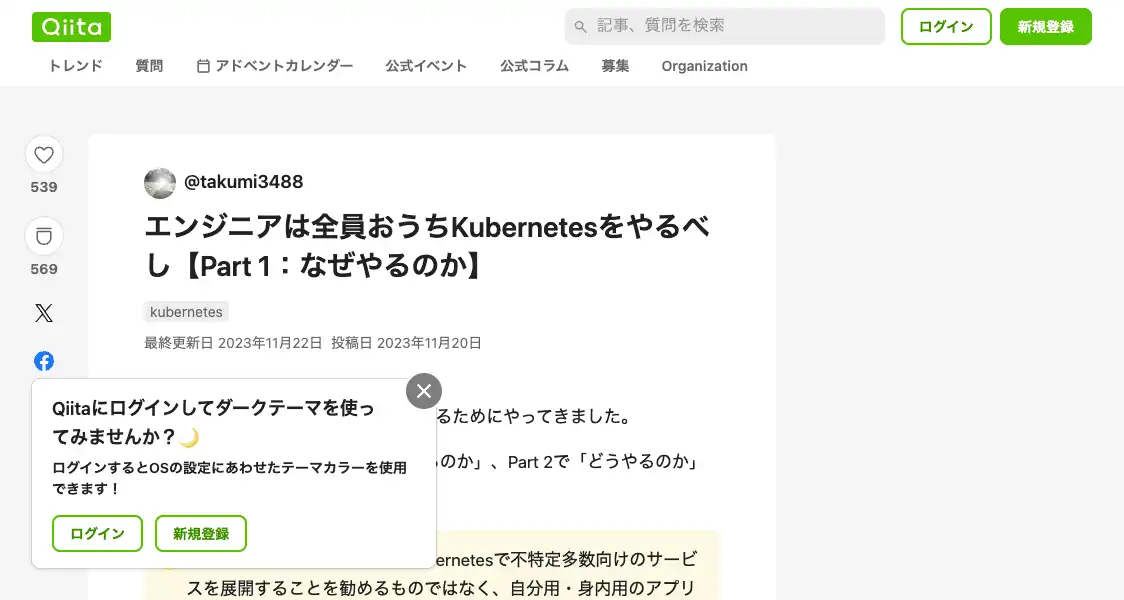 Qiita
記事、質問を検索
ログイン
新規登録
トレンド
質問
アドベントカレンダー
公式イベント
公式コラム
募集
Organization
539
569
@takumi3488
エンジニアは全員おうちKubernetesをやるべ
し【Part 1：なぜやるのか】
kubernetes
最終更新日 2023年11月22日 投稿日 2023年11月20日
るためにやってきました。
のか」、Part 2で「どうやるのか」
Qiitaにログインしてダークテーマを使っ
てみませんか？🌙
ログインするとOSの設定にあわせたテーマカラーを使用
できます！
ログイン
新規登録
ernetesで不特定多数向けのサービ
スを展開することを勧めるものではなく、自分用・身内用のアプリ